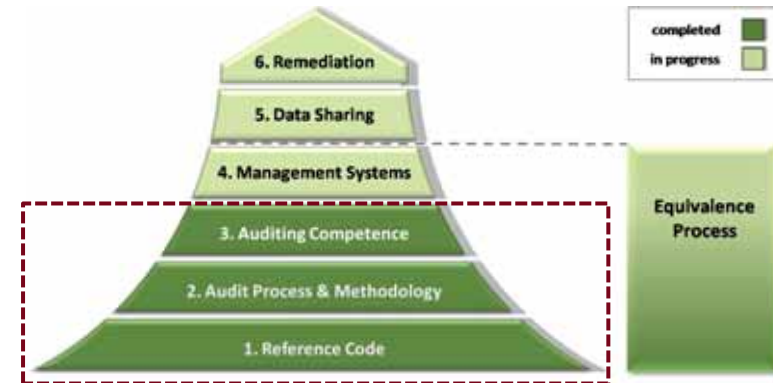 completed
in progress
6. Remediation
5. Data Sharing
4. Management Systems
3. Auditing Competence
2. Audit Process & Methodology
1. Reference Code
Equivalence
Process